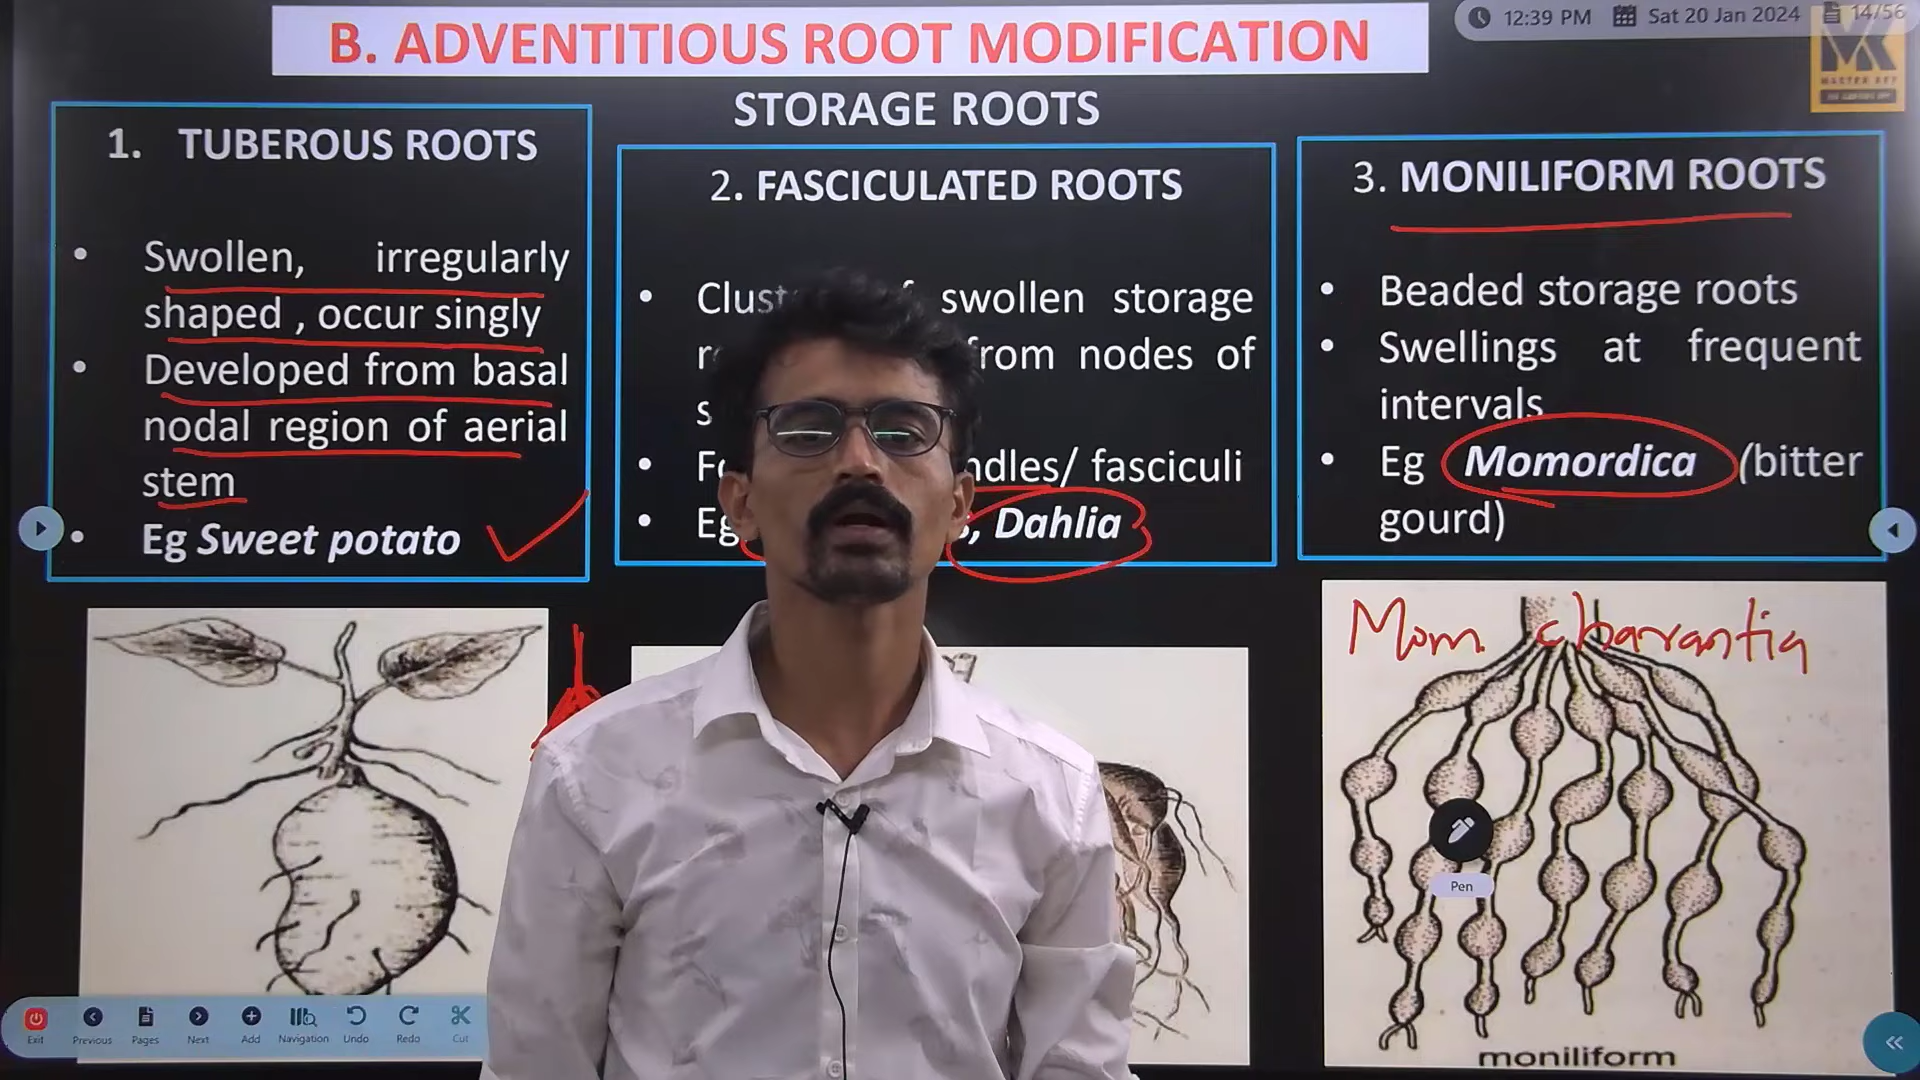 12:39 PM Sat 20 Jan 2024 14/56
B. ADVENTITIOUS ROOT MODIFICATION
MASTER KEY
STORAGE ROOTS
1. TUBEROUS ROOTS
• Swollen, irregularly
shaped , occur singly
• Developed from basal
nodal region of aerial
stem
• Eg Sweet potato
2. FASCICULATED ROOTS
• swollen storage
from nodes of
• fasciculi
• Eg Dahlia
3. MONILIFORM ROOTS
• Beaded storage roots
• Swellings at frequent
intervals
• Eg Momordica (bitter
gourd)
Mom. charantia
Pen
moniliform
Exit Previous Pages Next Add Navigation Undo Redo Cut